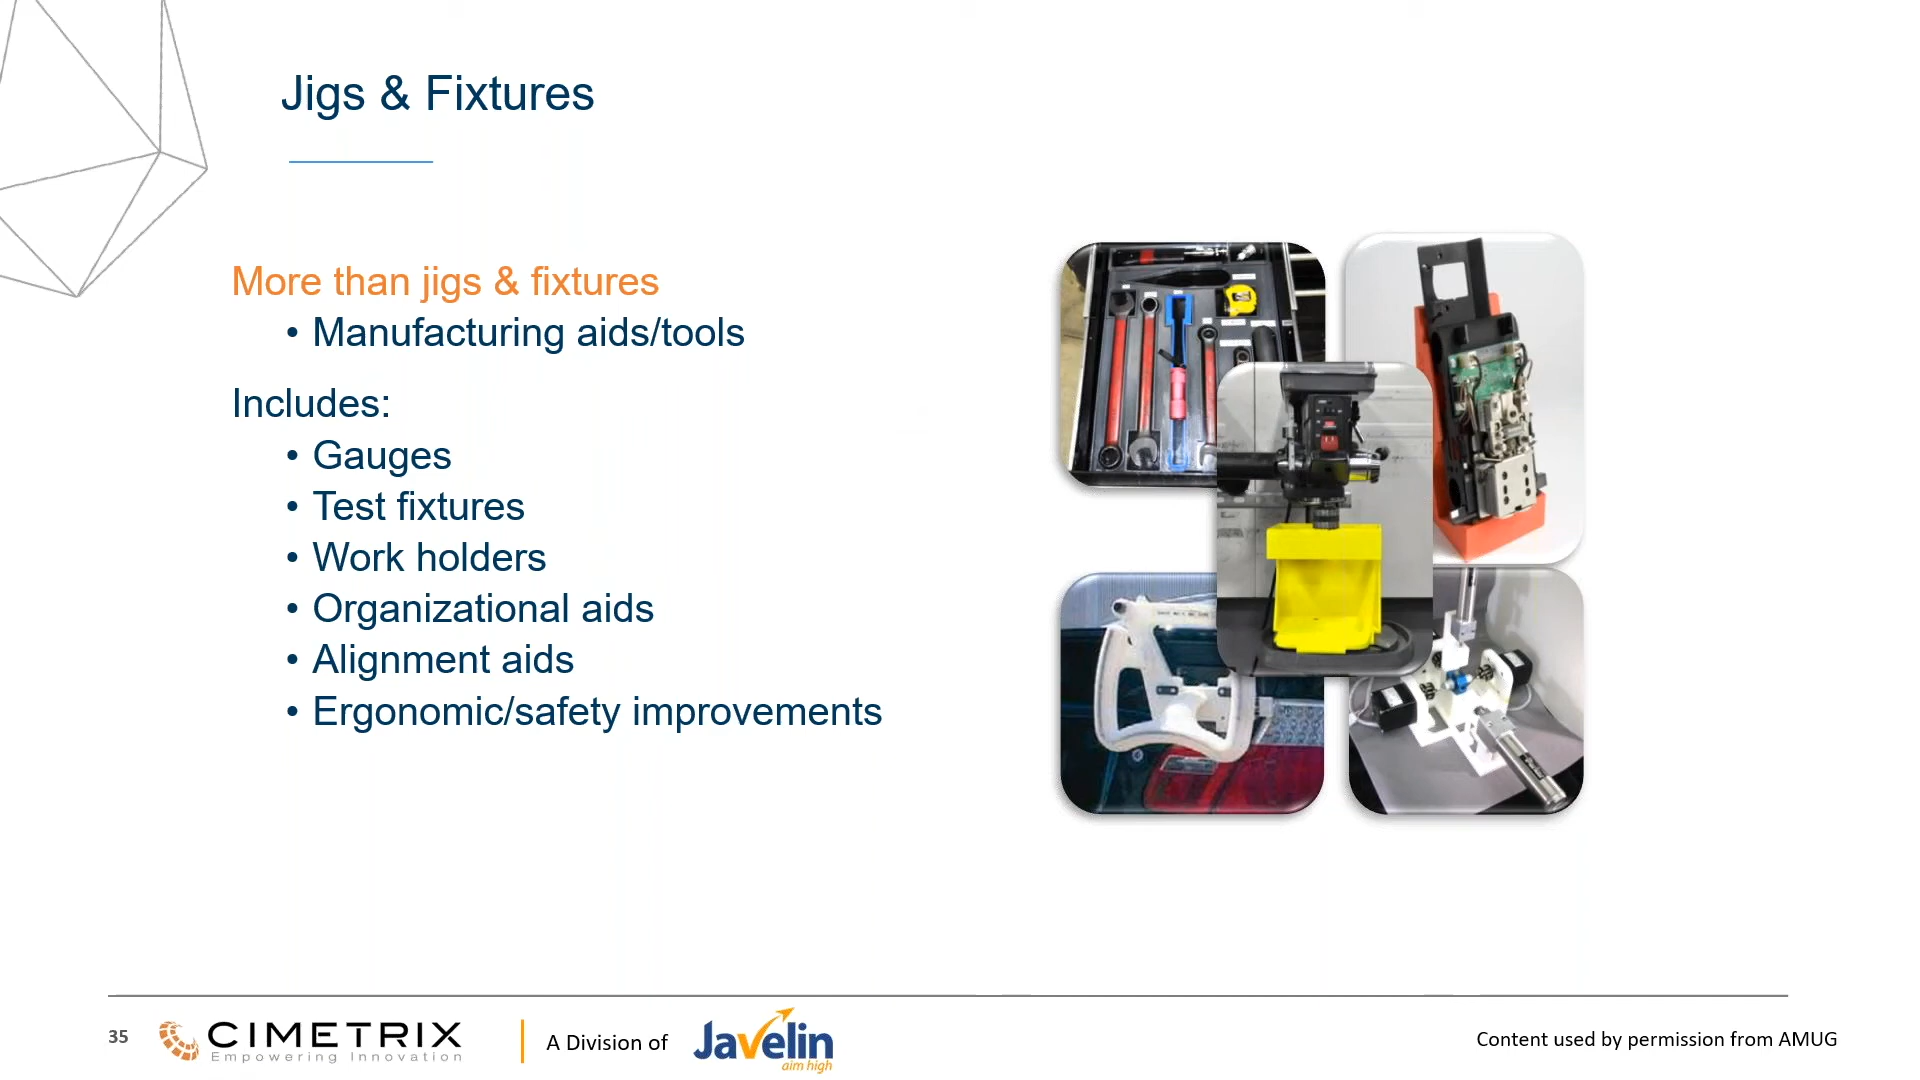 Jigs & Fixtures
More than jigs & fixtures
• Manufacturing aids/tools
Includes:
• Gauges
• Test fixtures
• Work holders
• Organizational aids
• Alignment aids
• Ergonomic/safety improvements
35
CIMETRIX
Empowering Innovation
A Division of
Javelin
aim high
Content used by permission from AMUG